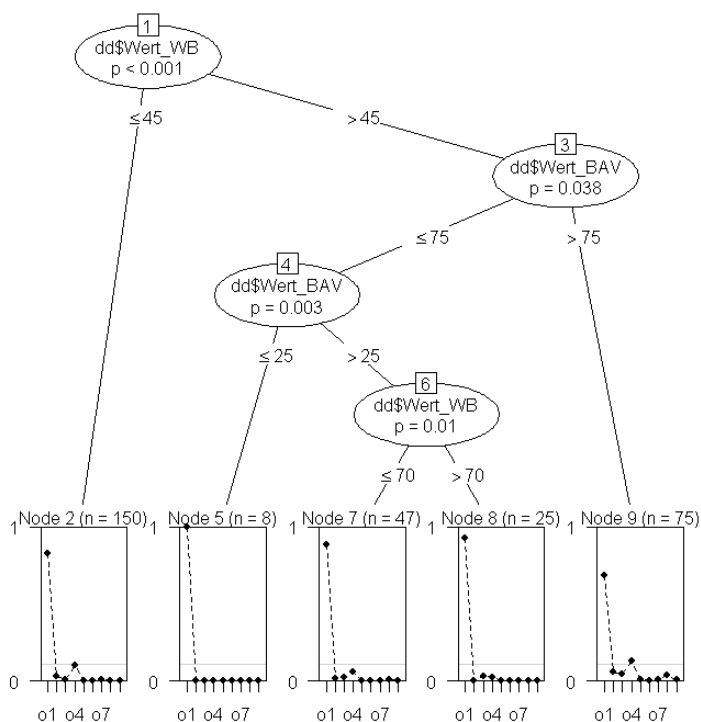 1
dd$Wert_WB
p < 0.001
≤ 45
> 45
3
dd$Wert_BAV
p = 0.038
≤ 75
> 75
4
dd$Wert_BAV
p = 0.003
≤ 25
> 25
6
dd$Wert_WB
p = 0.01
≤ 70
> 70
Node 2 (n = 150)
1
0
o1 o4 o7
Node 5 (n = 8)
1
0
o1 o4 o7
Node 7 (n = 47)
1
0
o1 o4 o7
Node 8 (n = 25)
1
0
o1 o4 o7
Node 9 (n = 75)
1
0
o1 o4 o7